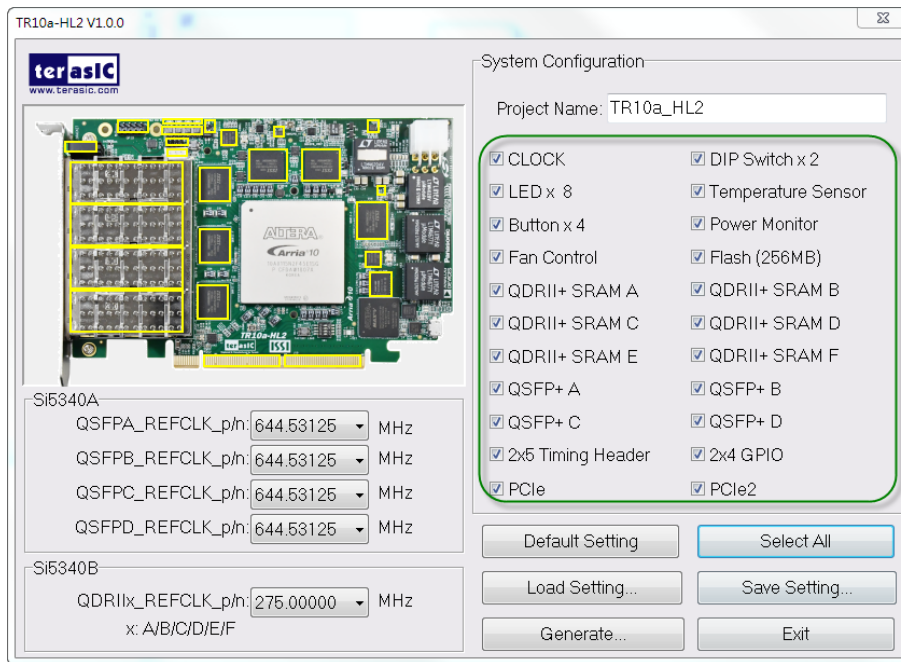 TR10a-HL2 V1.0.0
terasIC
www.terasic.com
ALTERA
Arria 10
TR10a-HL2
terasIC ISSI
Arria·10
System Configuration
Project Name: TR10a_HL2
CLOCK
DIP Switch x 2
LED x 8
Temperature Sensor
Button x 4
Power Monitor
Fan Control
Flash (256MB)
QDRII+ SRAM A
QDRII+ SRAM B
QDRII+ SRAM C
QDRII+ SRAM D
QDRII+ SRAM E
QDRII+ SRAM F
QSFP+ A
QSFP+ B
QSFP+ C
QSFP+ D
2x5 Timing Header
2x4 GPIO
PCIe
PCIe2
Si5340A
QSFPA_REFCLK_p/n: 644.53125 MHz
QSFPB_REFCLK_p/n: 644.53125 MHz
QSFPC_REFCLK_p/n: 644.53125 MHz
QSFPD_REFCLK_p/n: 644.53125 MHz
Si5340B
QDRIIx_REFCLK_p/n: 275.00000 MHz
x: A/B/C/D/E/F
Default Setting
Select All
Load Setting...
Save Setting...
Generate...
Exit